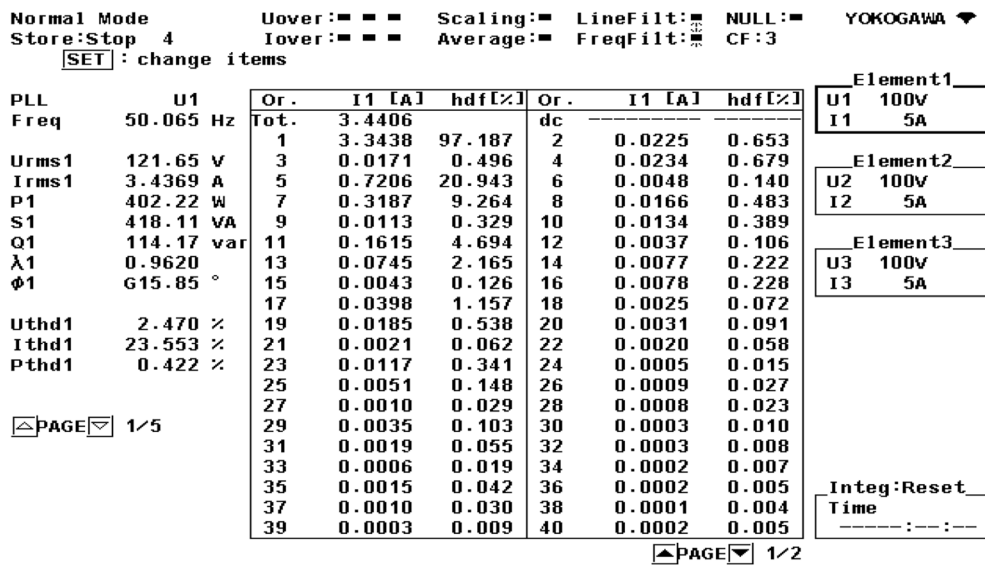 Normal Mode Uover:= = = Scaling:= LineFilt:= NULL:= YOKOGAWA
Store:Stop 4 Iover:= = = Average:= FreqFilt:= CF:3
SET : change items
PLL U1 Or. I1 [A] hdf[%] Or. I1 [A] hdf[%]
Freq 50.065 Hz Tot. 3.4406 dc --------- -------
1 3.3438 97.187 2 0.0225 0.653
Urms1 121.65 V 3 0.0171 0.496 4 0.0234 0.679
Irms1 3.4369 A 5 0.7206 20.943 6 0.0048 0.140
P1 402.22 W 7 0.3187 9.264 8 0.0166 0.483
S1 418.11 VA 9 0.0113 0.329 10 0.0134 0.389
Q1 114.17 var 11 0.1615 4.694 12 0.0037 0.106
λ1 0.9620 13 0.0745 2.165 14 0.0077 0.222
Φ1 G15.85 ° 15 0.0043 0.126 16 0.0078 0.228
17 0.0398 1.157 18 0.0025 0.072
Uthd1 2.470 % 19 0.0185 0.538 20 0.0031 0.091
Ithd1 23.553 % 21 0.0021 0.062 22 0.0020 0.058
Pthd1 0.422 % 23 0.0117 0.341 24 0.0005 0.015
25 0.0051 0.148 26 0.0009 0.027
27 0.0010 0.029 28 0.0008 0.023
△PAGE▽ 1/5 29 0.0035 0.103 30 0.0003 0.010
31 0.0019 0.055 32 0.0003 0.008
33 0.0006 0.019 34 0.0002 0.007
35 0.0015 0.042 36 0.0002 0.005
37 0.0010 0.030 38 0.0001 0.004
39 0.0003 0.009 40 0.0002 0.005
▲PAGE▼ 1/2
Element1
U1 100V
I1 5A
Element2
U2 100V
I2 5A
Element3
U3 100V
I3 5A
Integ:Reset
Time
-----:--:--